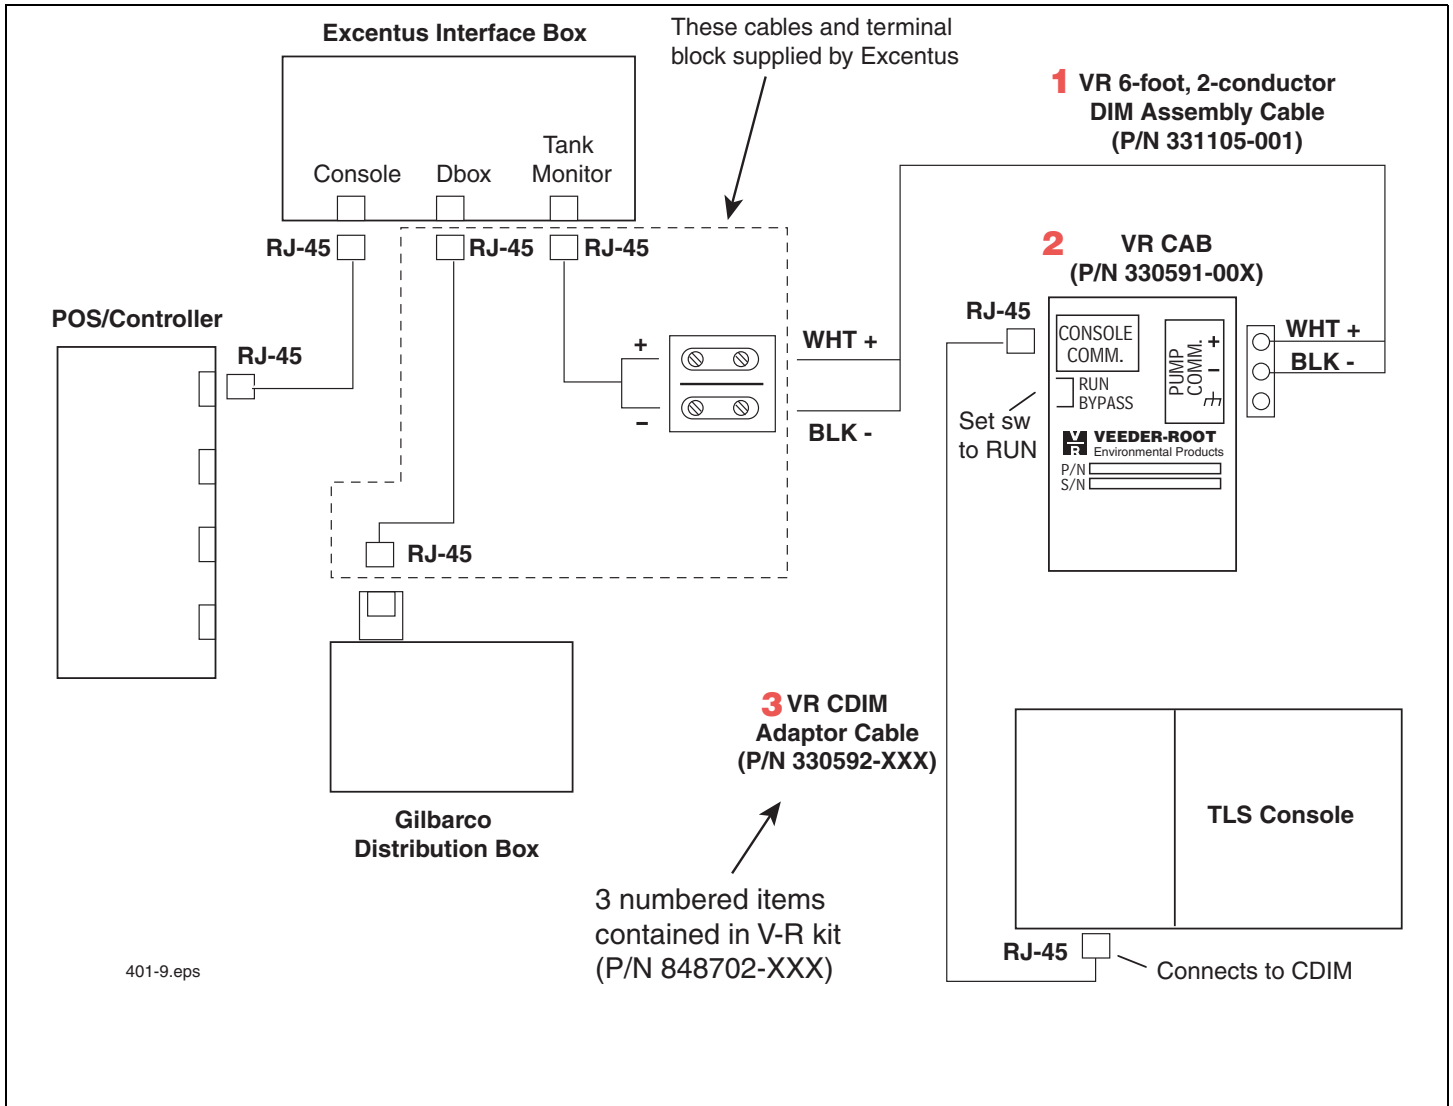 Excentus Interface Box
These cables and terminal
block supplied by Excentus
1 VR 6-foot, 2-conductor
DIM Assembly Cable
(P/N 331105-001)
Console
Dbox
Tank
Monitor
RJ-45
RJ-45
RJ-45
2 VR CAB
(P/N 330591-00X)
POS/Controller
RJ-45
+
−
WHT +
BLK -
RJ-45
CONSOLE
COMM.
RUN
BYPASS
PUMP
COMM.
+
−
WHT +
BLK -
Set sw
to RUN
V
R
VEEDER-ROOT
Environmental Products
P/N
S/N
RJ-45
Gilbarco
Distribution Box
3 VR CDIM
Adaptor Cable
(P/N 330592-XXX)
3 numbered items
contained in V-R kit
(P/N 848702-XXX)
TLS Console
RJ-45
Connects to CDIM
401-9.eps